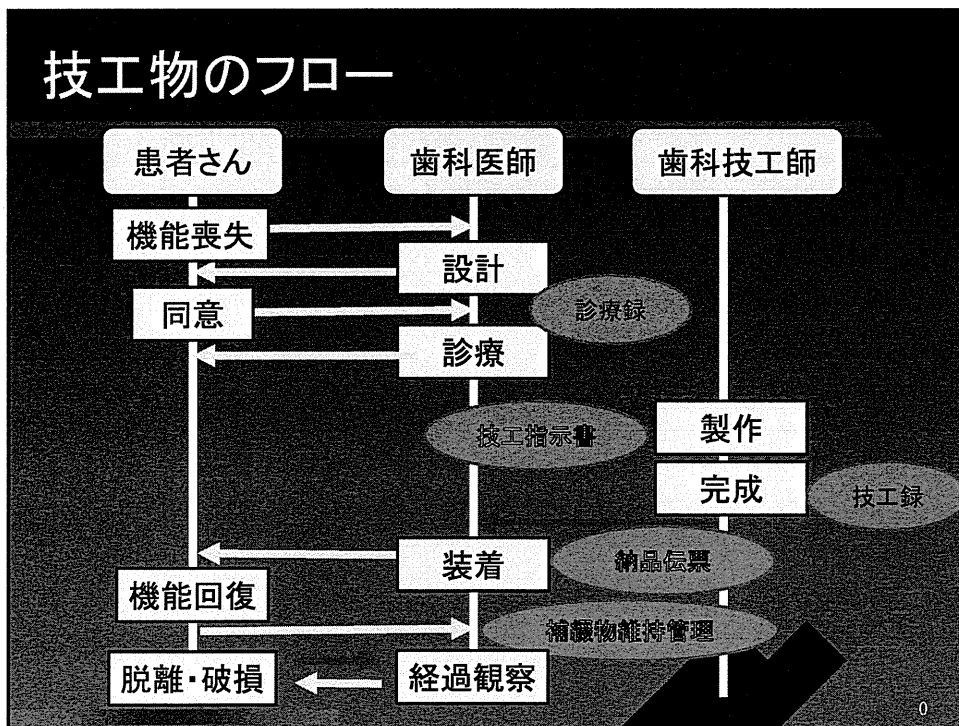 技工物のフロー
患者さん
歯科医師
歯科技工師
機能喪失
設計
同意
診療録
診療
技工指示書
製作
完成
技工録
装着
納品伝票
機能回復
補綴物維持管理
脱離・破損
経過観察
0